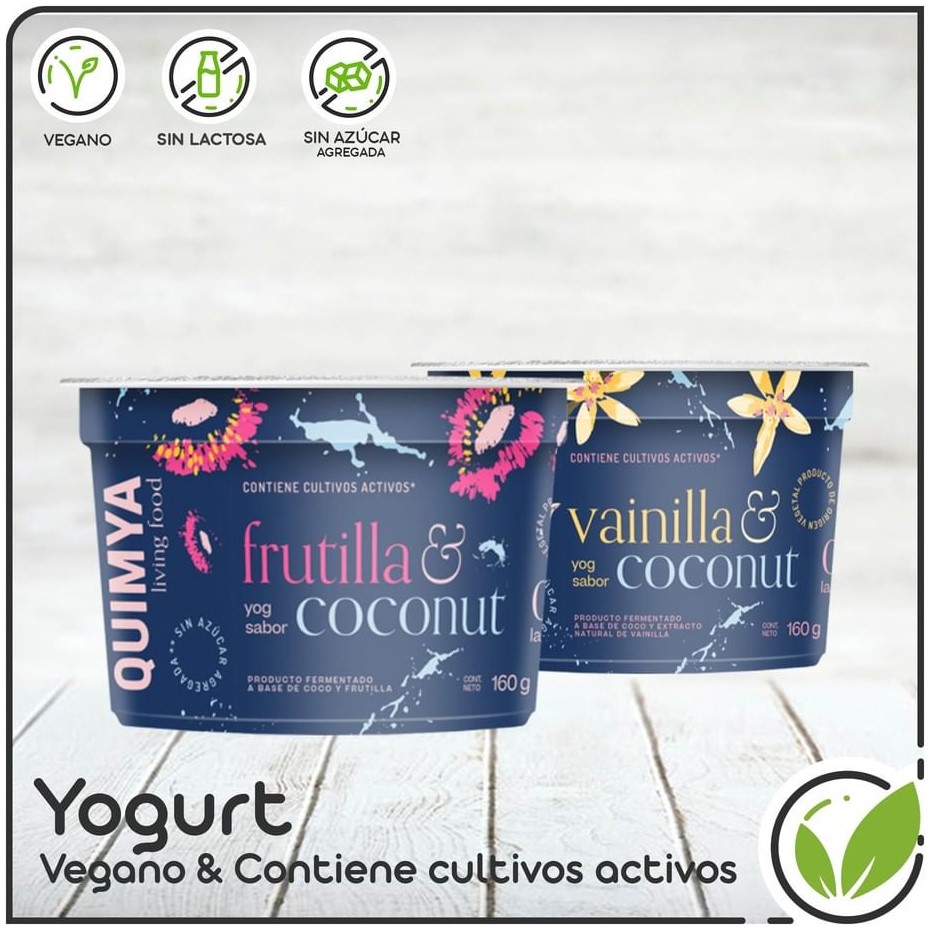 VEGANO
SIN LACTOSA
SIN AZÚCAR
AGREGADA
QUIMYA
living food
CONTIENE CULTIVOS ACTIVOS*
frutilla &
yog
sabor
coconut
SIN AZÚCAR AGREGADA**
PRODUCTO FERMENTADO
A BASE DE COCO Y FRUTILLA
CONT.
NETO
160 g
CONTIENE CULTIVOS ACTIVOS*
vainilla &
yog
sabor
coconut
PRODUCTO DE ORIGEN VEGETAL
PRODUCTO FERMENTADO
A BASE DE COCO Y EXTRACTO
NATURAL DE VAINILLA
CONT.
NETO
160 g
Yogurt
Vegano & Contiene cultivos activos